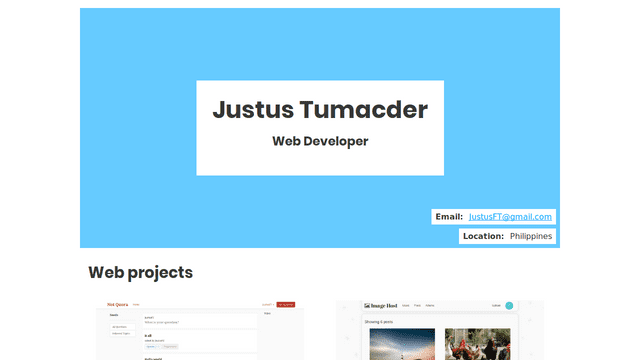 Justus Tumacder
Web Developer
Email: JustusFT@gmail.com
Location: Philippines
Web projects
Not Quora
Image Host
Showing 6 posts